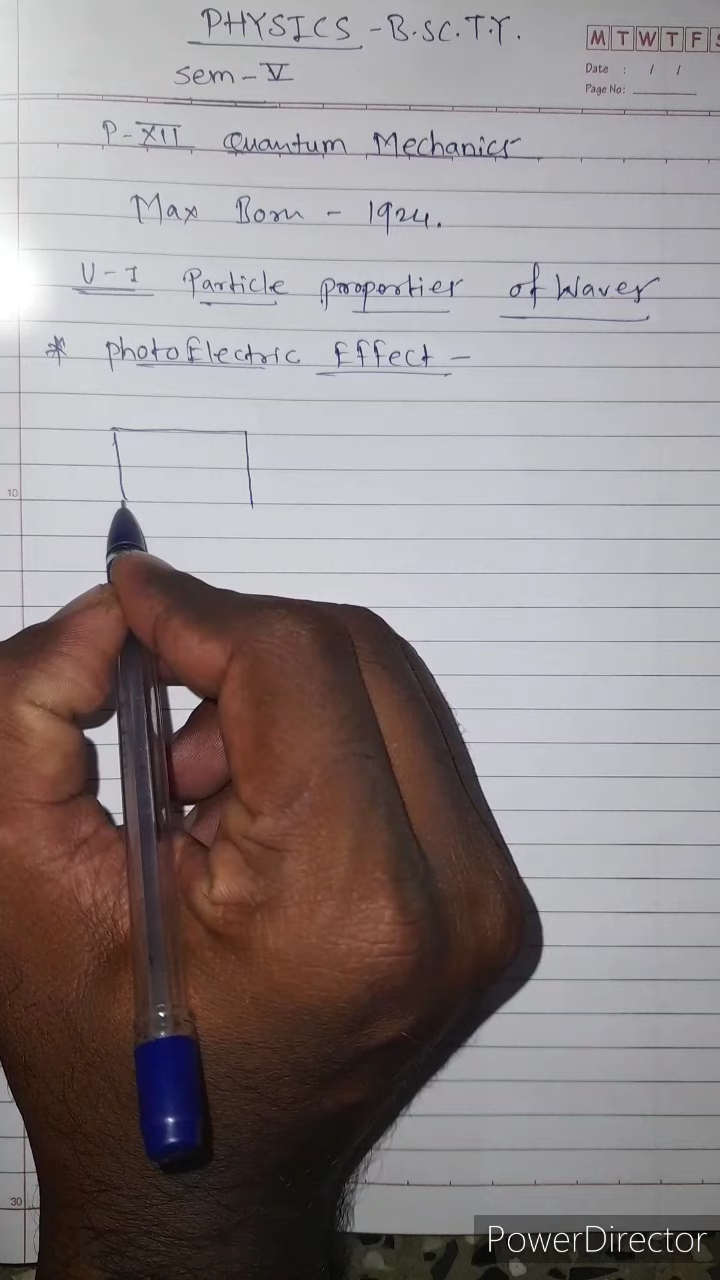 PHYSICS - B.SC.T.Y.
M T W T F S
sem - V
Date : / /
Page No:
P - XII Quantum Mechanics
Max Born - 1924.
U-I Particle properties of Waves
* photoElectric Effect -
10
30
PowerDirector